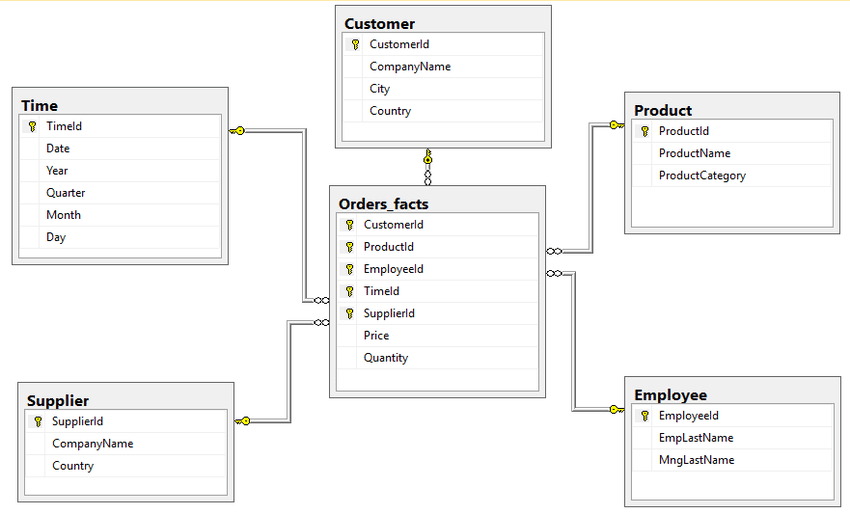 Customer
CustomerId
CompanyName
City
Country
Time
TimeId
Date
Year
Quarter
Month
Day
Product
ProductId
ProductName
ProductCategory
Orders_facts
CustomerId
ProductId
EmployeeId
TimeId
SupplierId
Price
Quantity
Supplier
SupplierId
CompanyName
Country
Employee
EmployeeId
EmpLastName
MngLastName